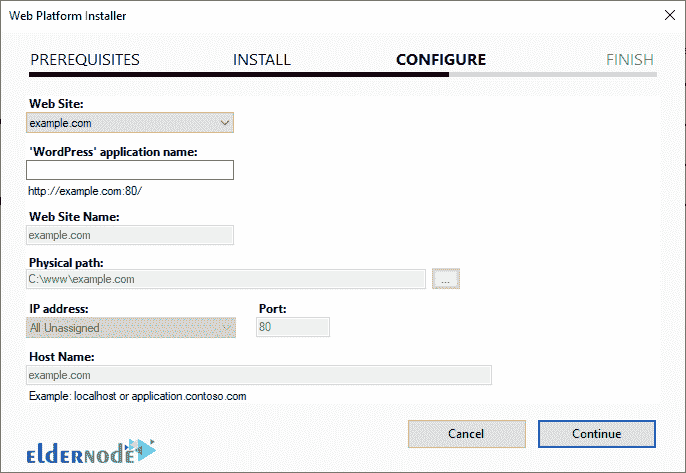 Web Platform Installer
PREREQUISITES INSTALL CONFIGURE FINISH
Web Site:
example.com
'WordPress' application name:
http://example.com:80/
Web Site Name:
example.com
Physical path:
C:\www\example.com ...
IP address: Port:
All Unassigned 80
Host Name:
example.com
Example: localhost or application.contoso.com
Cancel Continue
eLDERNODE